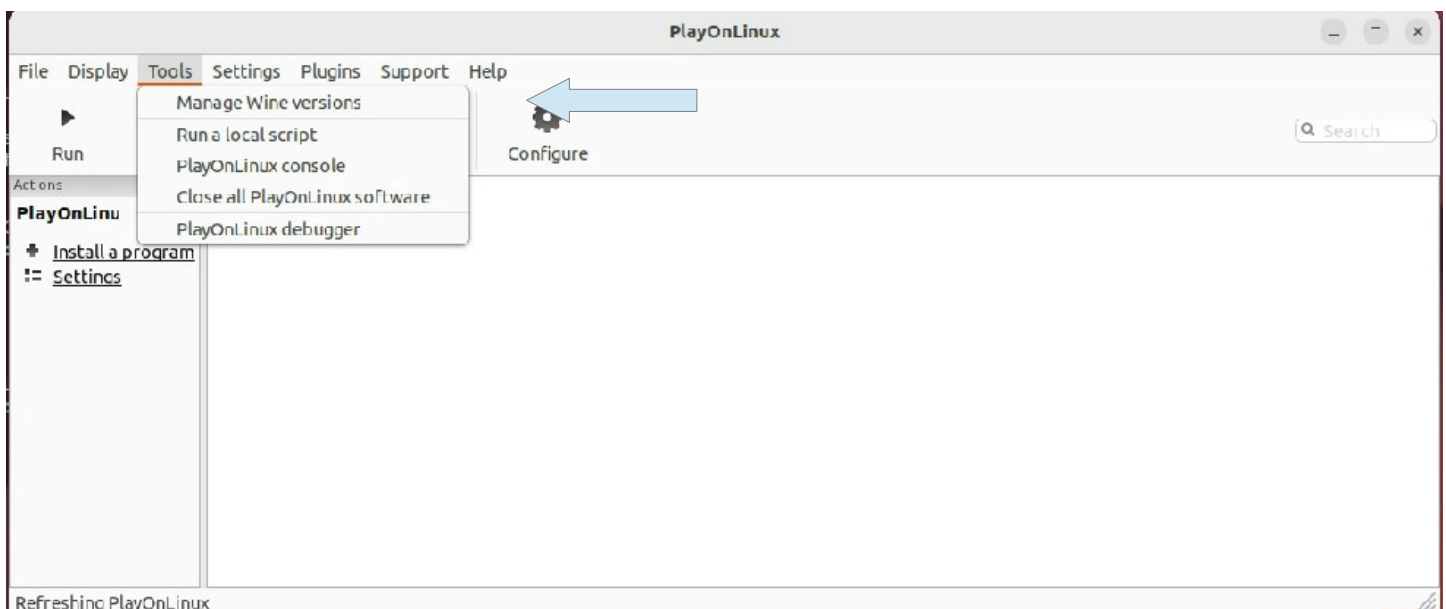 PlayOnLinux
File Display Tools Settings Plugins Support Help
Manage Wine versions
Run a local script
PlayOnLinux console
Close all PlayOnLinux software
PlayOnLinux debugger
Run
Configure
Search
Actions
PlayOnLinu
Install a program
Settings
Refreshing PlayOnLinux